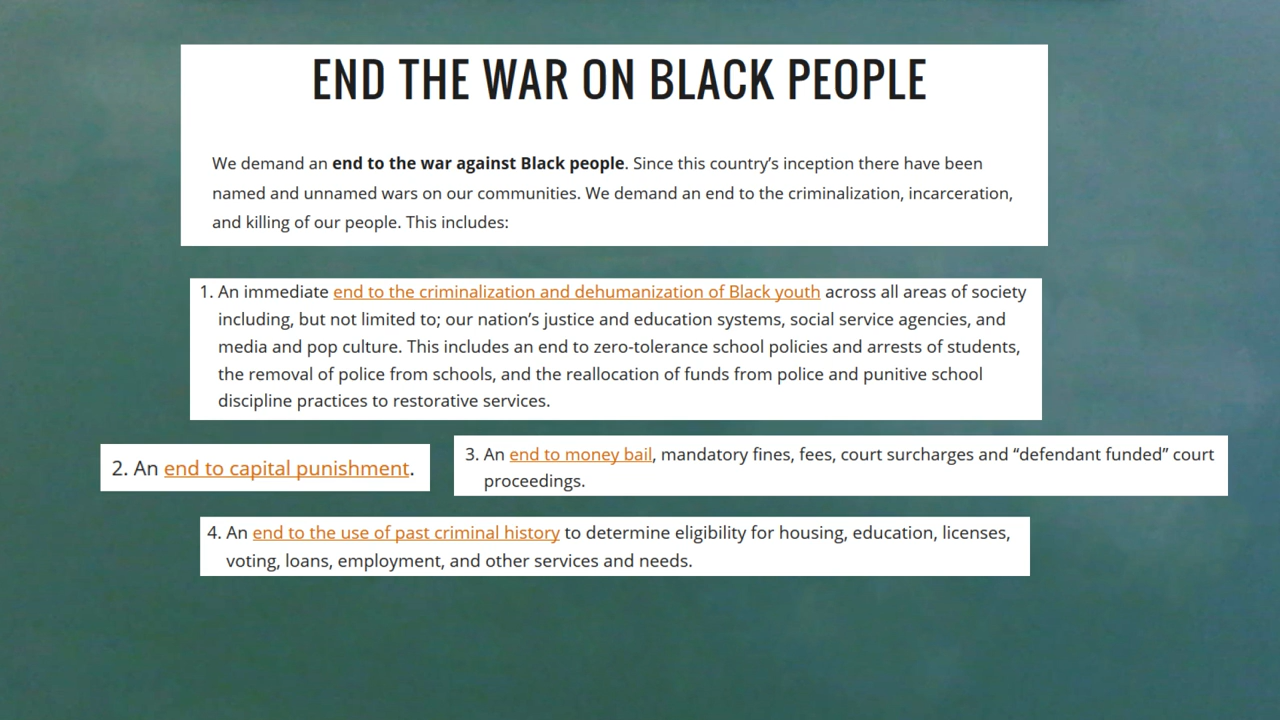 END THE WAR ON BLACK PEOPLE
We demand an end to the war against Black people. Since this country’s inception there have been
named and unnamed wars on our communities. We demand an end to the criminalization, incarceration,
and killing of our people. This includes:
1. An immediate end to the criminalization and dehumanization of Black youth across all areas of society
including, but not limited to; our nation’s justice and education systems, social service agencies, and
media and pop culture. This includes an end to zero-tolerance school policies and arrests of students,
the removal of police from schools, and the reallocation of funds from police and punitive school
discipline practices to restorative services.
2. An end to capital punishment.
3. An end to money bail, mandatory fines, fees, court surcharges and “defendant funded” court
proceedings.
4. An end to the use of past criminal history to determine eligibility for housing, education, licenses,
voting, loans, employment, and other services and needs.